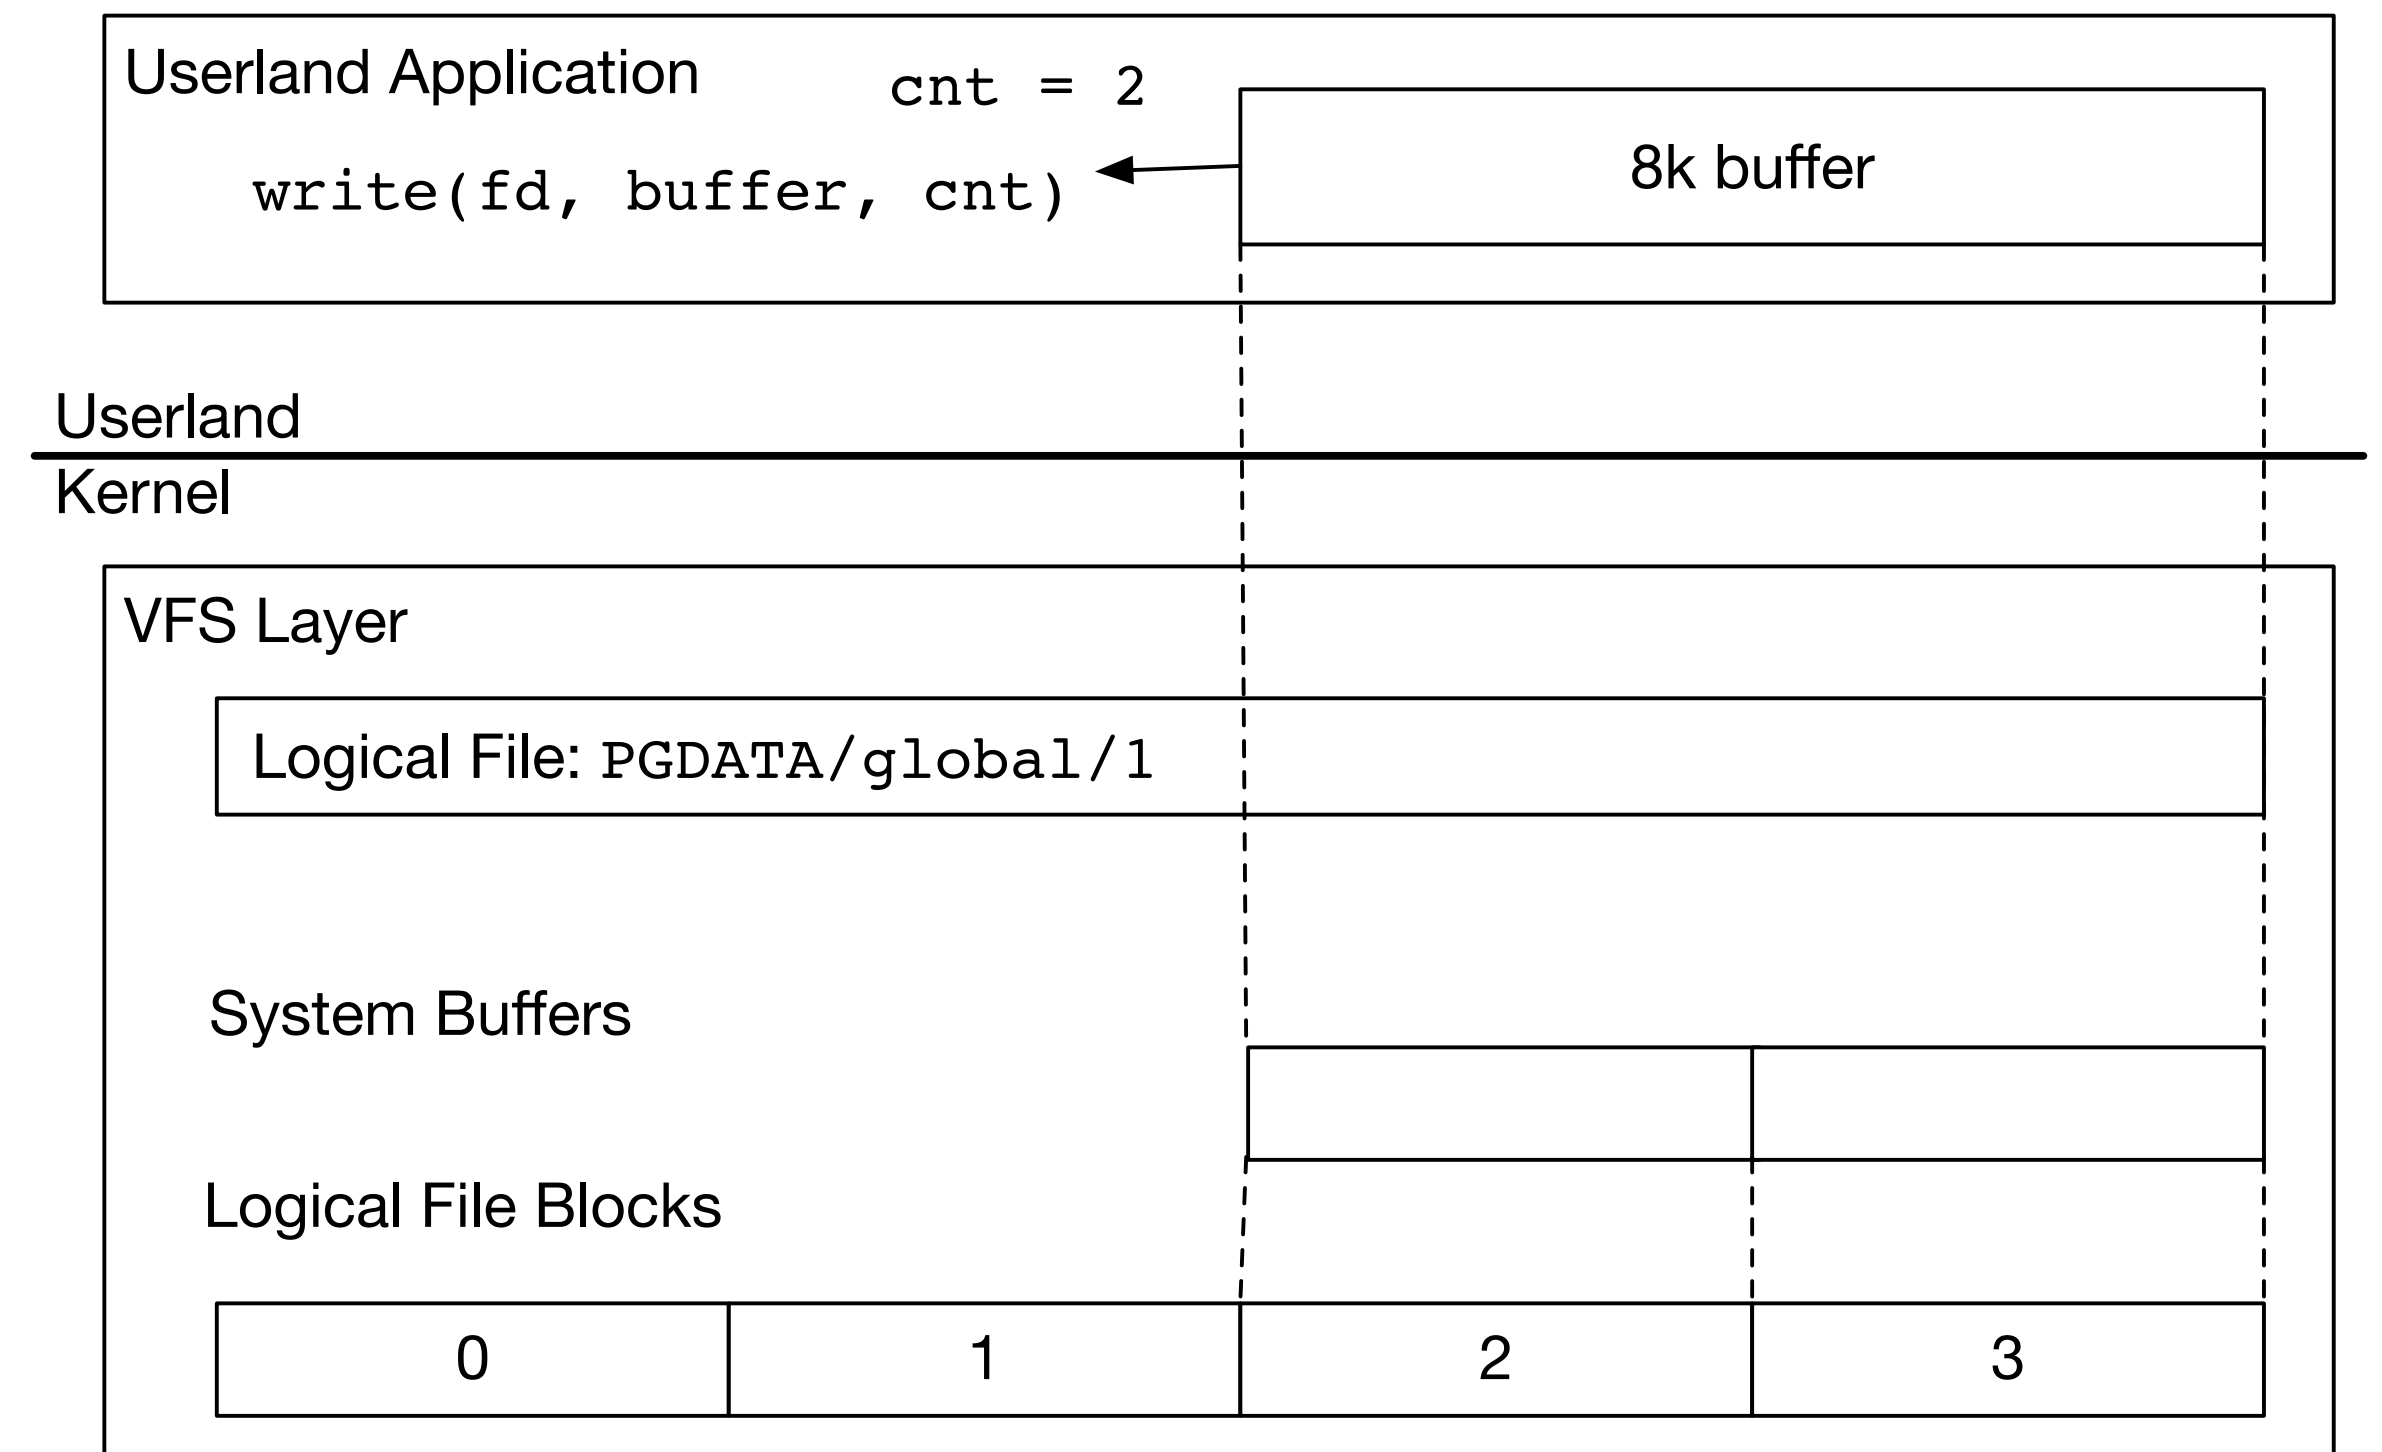 Userland Application
cnt = 2
8k buffer
write(fd, buffer, cnt)
Userland
Kernel
VFS Layer
Logical File: PGDATA/global/1
System Buffers
Logical File Blocks
0 1 2 3